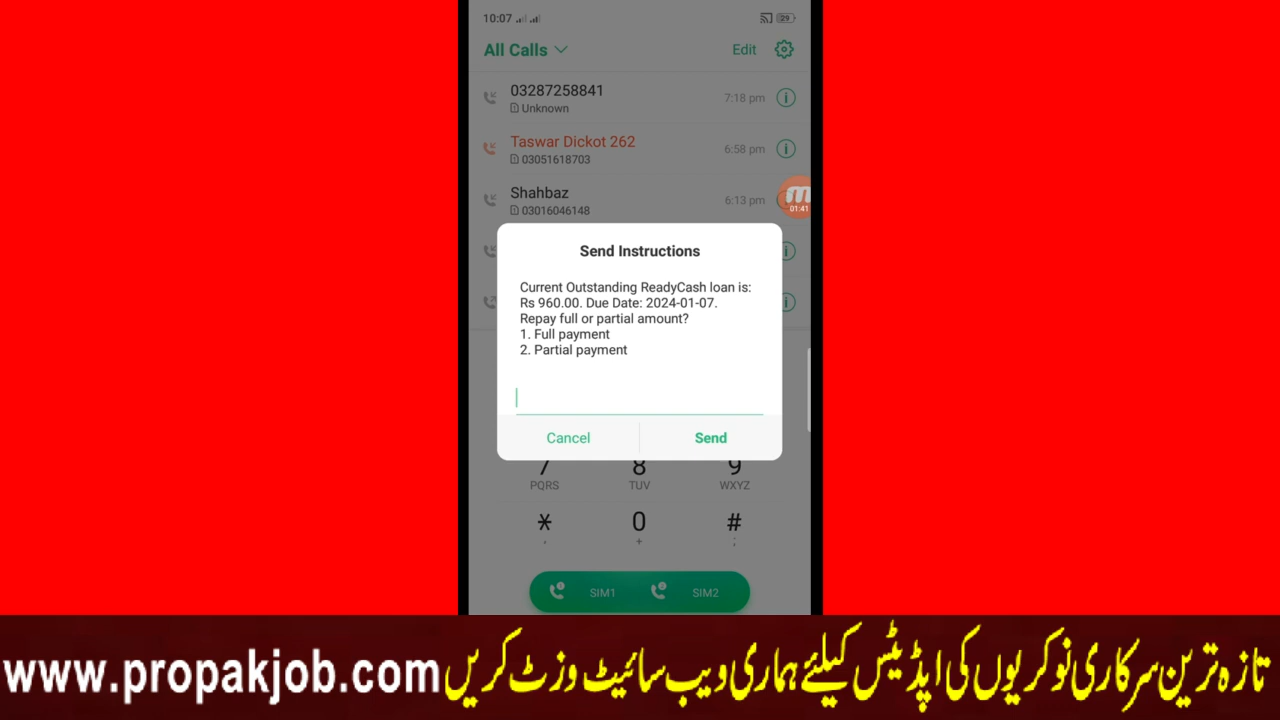 10:07
29
All Calls
Edit
03287258841
7:18 pm
Unknown
Taswar Dickot 262
6:58 pm
03051618703
Shahbaz
6:13 pm
03016046148
01:41
Send Instructions
Current Outstanding ReadyCash loan is:
Rs 960.00. Due Date: 2024-01-07.
Repay full or partial amount?
1. Full payment
2. Partial payment
Cancel
Send
7 8 9
PQRS TUV WXYZ
* 0 #
, + ;
SIM1
SIM2
تازہ ترین سرکاری نوکریوں کی اپڈیٹس کیلئے ہماری ویب سائیٹ وزٹ کریں www.propakjob.com